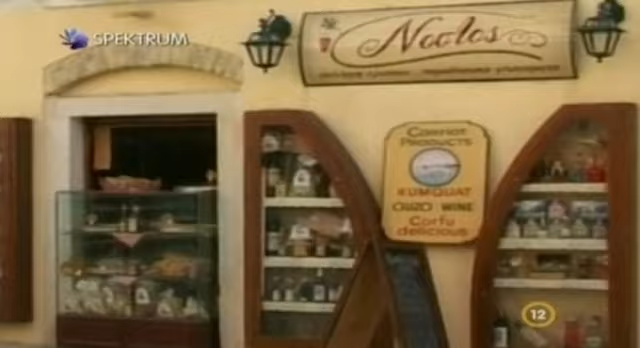 SPEKTRUM
Noolos
CORFIOT
PRODUCTS
KUMQUAT
OUZO WINE
Corfu
delicious
12